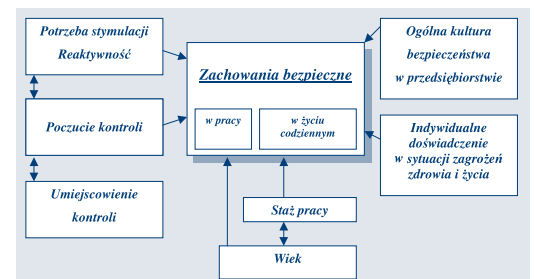 Potrzeba stymulacji
Reaktywność
Poczucie kontroli
Umiejscowienie
kontroli
Zachowania bezpieczne
w pracy
w życiu
codziennym
Staż pracy
Wiek
Ogólna kultura
bezpieczeństwa
w przedsiębiorstwie
Indywidualne
doświadczenie
w sytuacji zagrożeń
zdrowia i życia